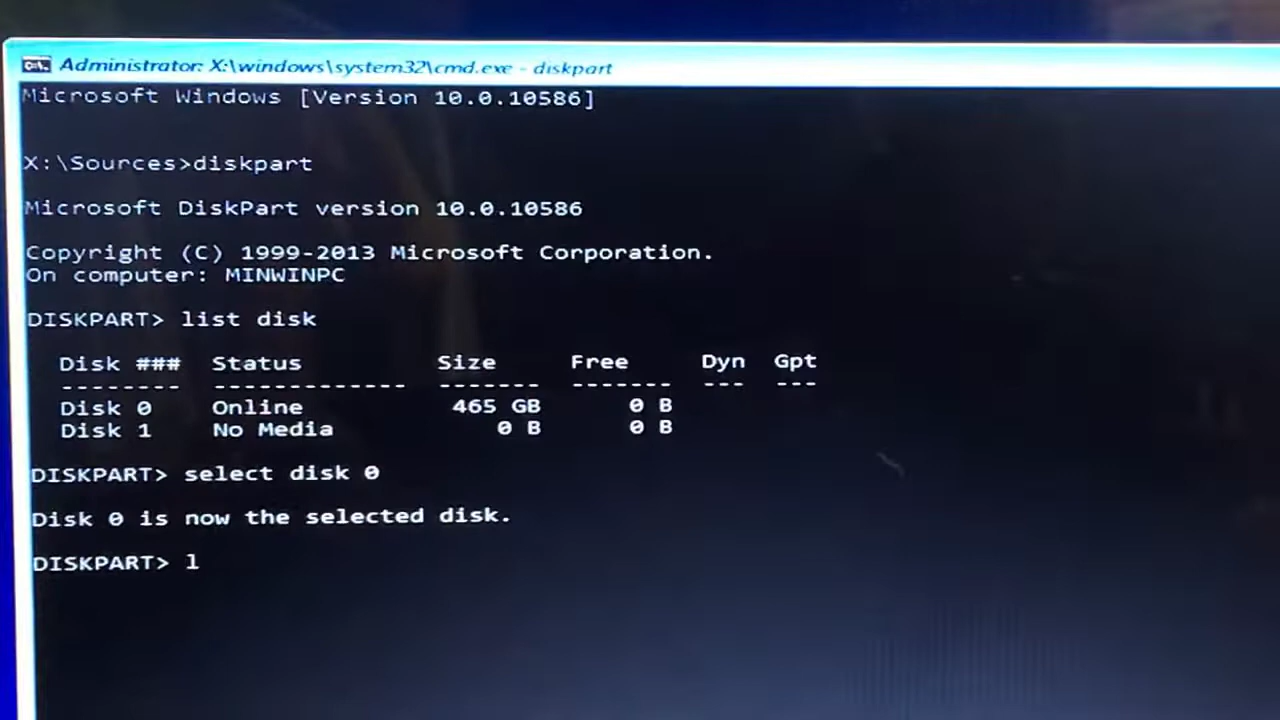 Administrator: X:\windows\system32\cmd.exe - diskpart
Microsoft Windows [Version 10.0.10586]
X:\Sources>diskpart
Microsoft DiskPart version 10.0.10586
Copyright (C) 1999-2013 Microsoft Corporation.
On computer: MINWINPC
DISKPART> list disk
Disk ### Status Size Free Dyn Gpt
-------- ------------- ------- ------- --- ---
Disk 0 Online 465 GB 0 B
Disk 1 No Media 0 B 0 B
DISKPART> select disk 0
Disk 0 is now the selected disk.
DISKPART> l